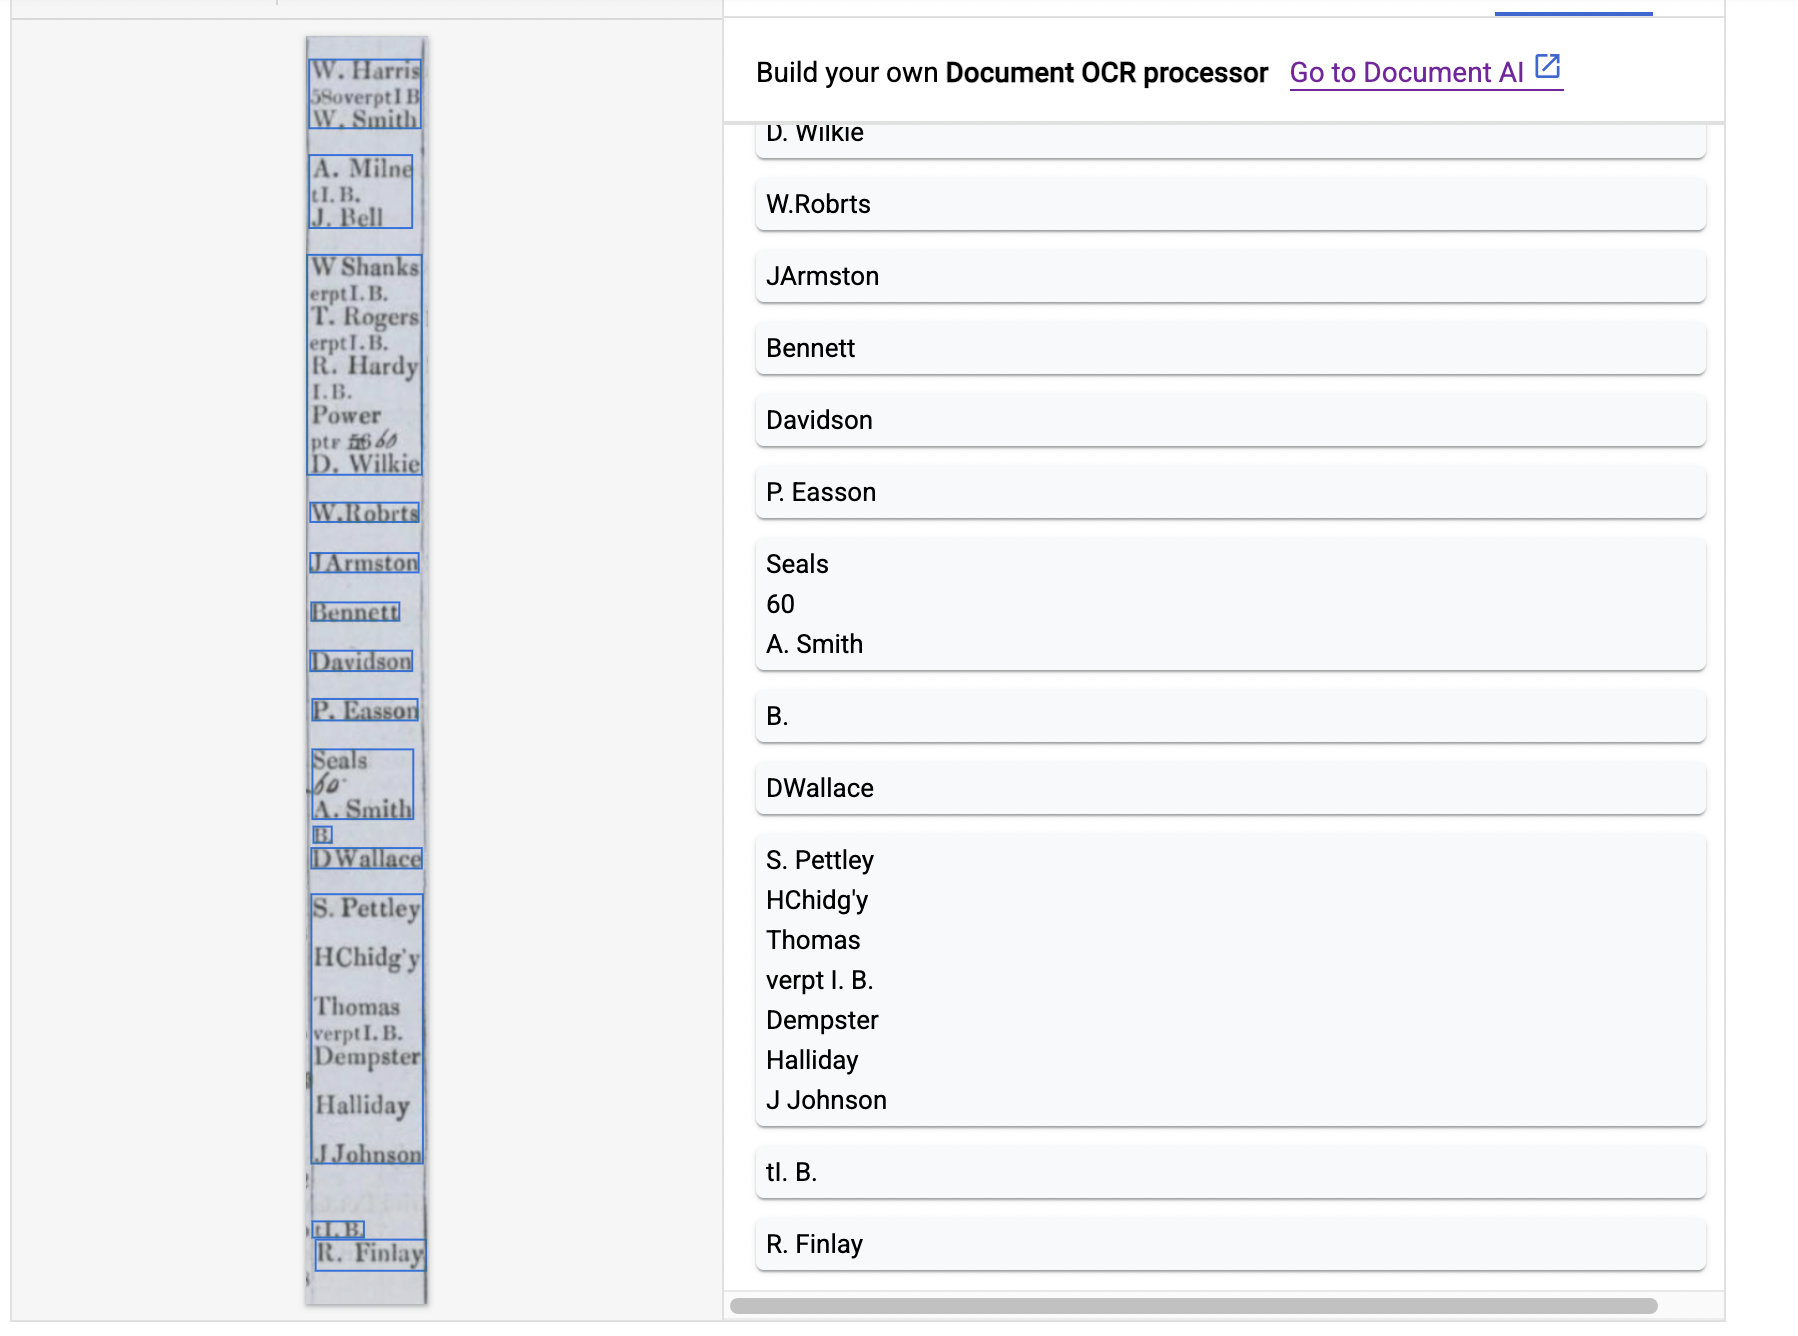 W. Harris
58overptI B
W. Smith
A. Milne
tI. B.
J. Bell
W Shanks
erptI. B.
T. Rogers
erptI. B.
R. Hardy
I. B.
Power
ptr 56 60
D. Wilkie
W.Robrts
JArmston
Bennett
Davidson
P. Easson
Seals
60
A. Smith
B.
DWallace
S. Pettley
HChidg'y
Thomas
verptI. B.
Dempster
Halliday
J Johnson
tI. B.
R. Finlay
Build your own Document OCR processor Go to Document AI
D. Wilkie
W.Robrts
JArmston
Bennett
Davidson
P. Easson
Seals
60
A. Smith
B.
DWallace
S. Pettley
HChidg'y
Thomas
verpt I. B.
Dempster
Halliday
J Johnson
tI. B.
R. Finlay